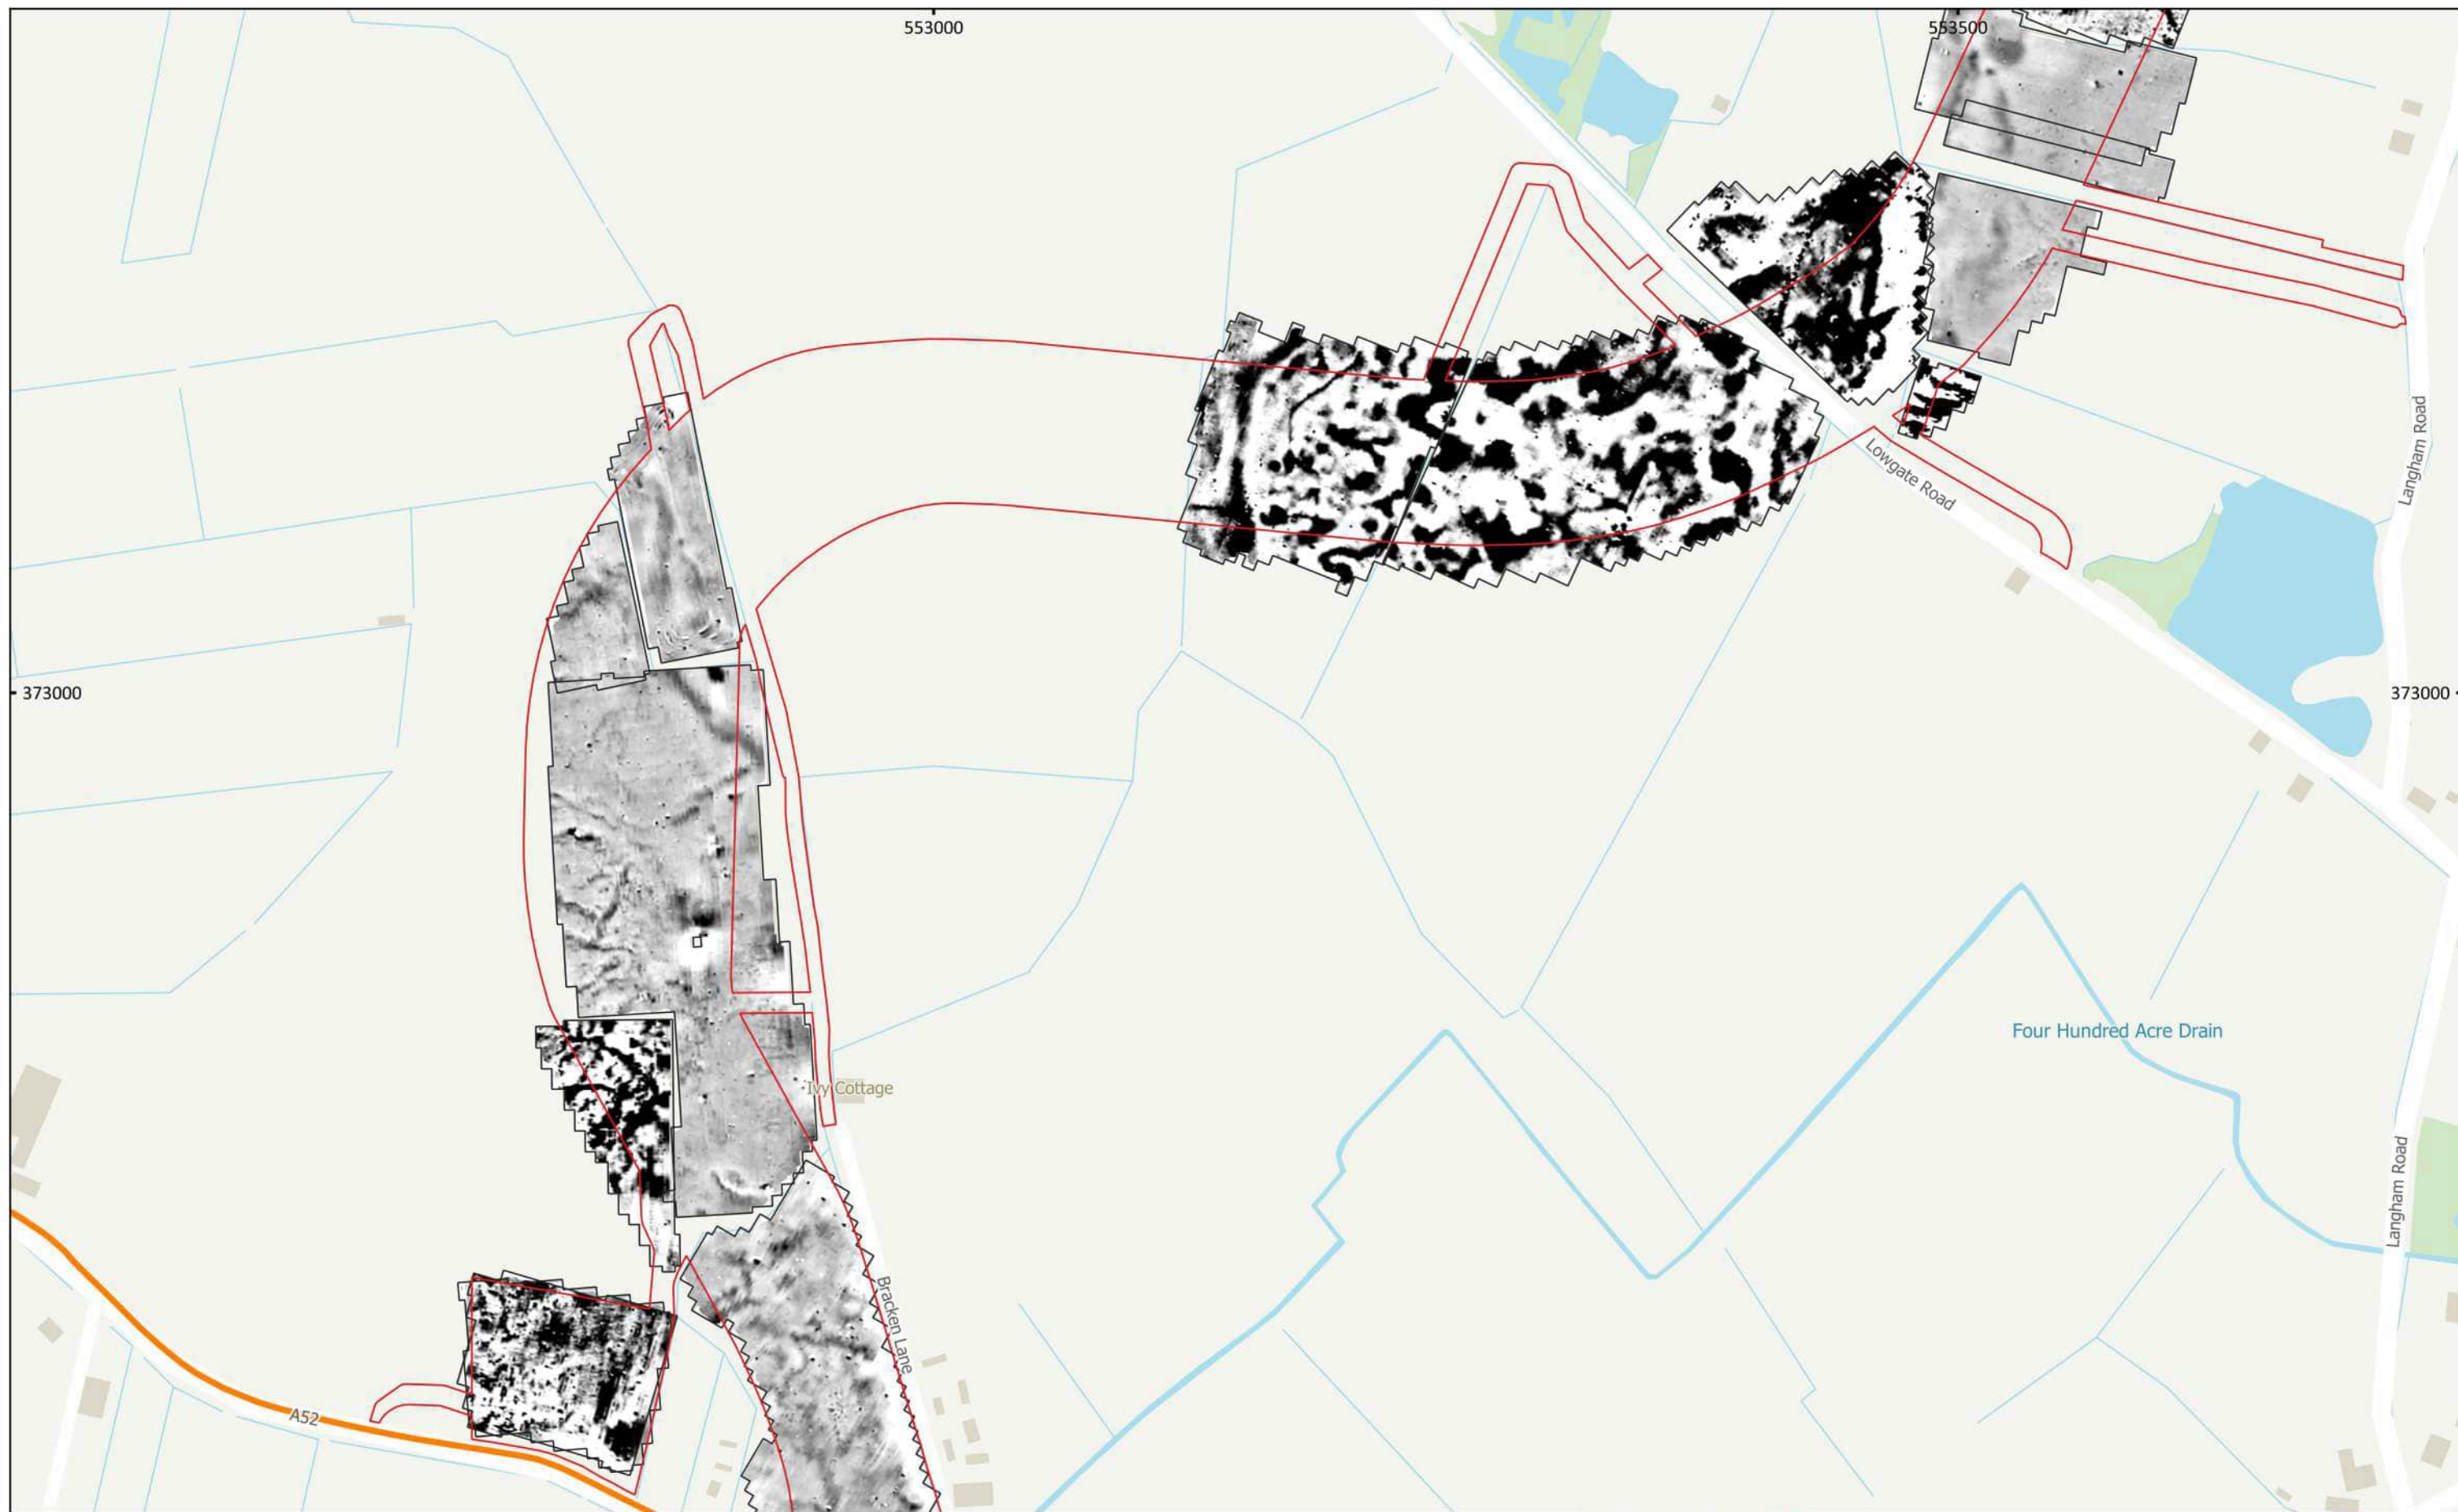 553000
553500
Langham Road
Lowgate Road
373000
373000
Four Hundred Acre Drain
Ivy Cottage
Langham Road
Bracken Lane
A52